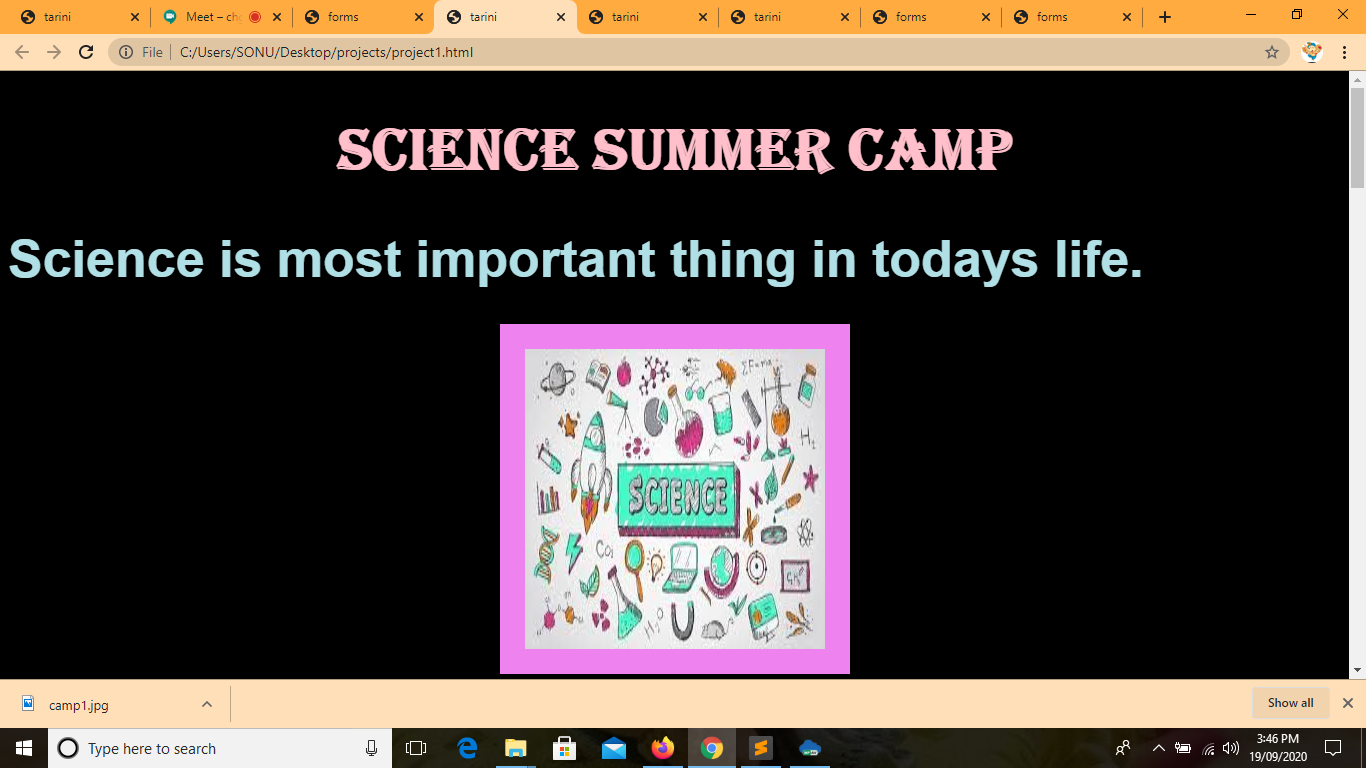 tarini
Meet – ch
forms
tarini
tarini
tarini
forms
forms
File
C:/Users/SONU/Desktop/projects/project1.html
SCIENCE SUMMER CAMP
Science is most important thing in todays life.
SCIENCE
H₂
H₂O
camp1.jpg
Show all
Type here to search
3:46 PM
19/09/2020